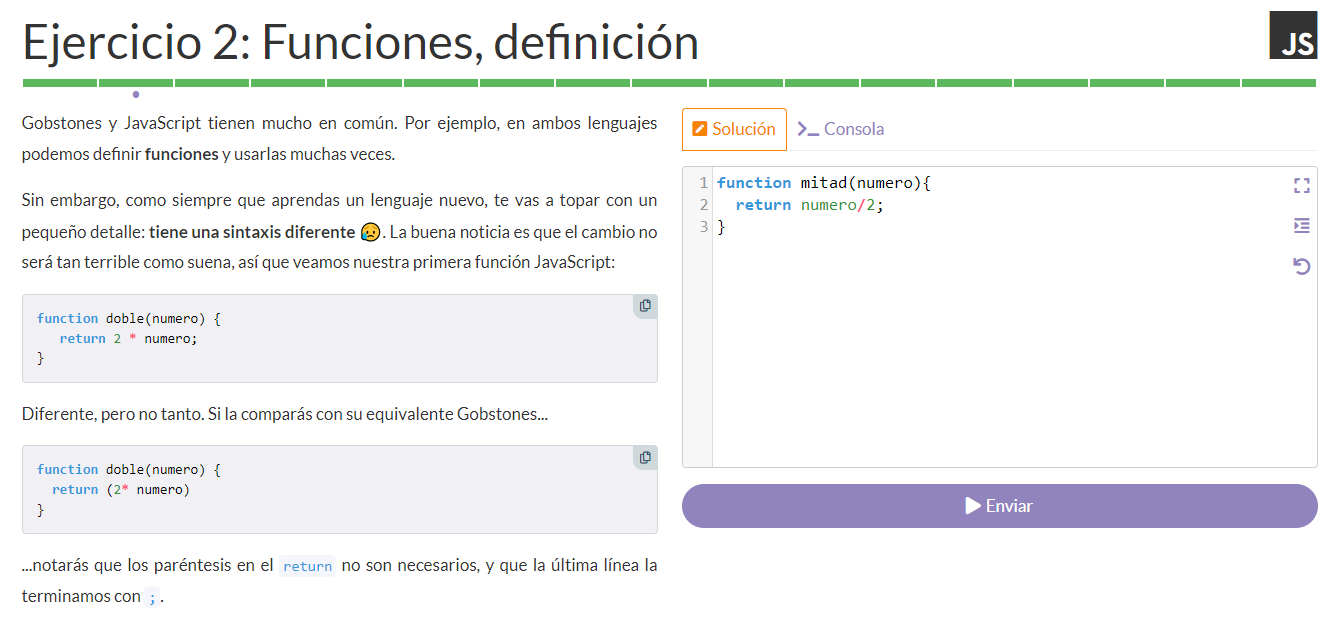 Ejercicio 2: Funciones, definición
JS
Gobstones y JavaScript tienen mucho en común. Por ejemplo, en ambos lenguajes
podemos definir funciones y usarlas muchas veces.
Sin embargo, como siempre que aprendas un lenguaje nuevo, te vas a topar con un
pequeño detalle: tiene una sintaxis diferente 😥. La buena noticia es que el cambio no
será tan terrible como suena, así que veamos nuestra primera función JavaScript:
function doble(numero) {
   return 2 * numero;
}
Diferente, pero no tanto. Si la comparás con su equivalente Gobstones...
function doble(numero) {
  return (2* numero)
}
...notarás que los paréntesis en el return no son necesarios, y que la última línea la
terminamos con ;.
Solución
Consola
1 function mitad(numero){
2   return numero/2;
3 }
Enviar